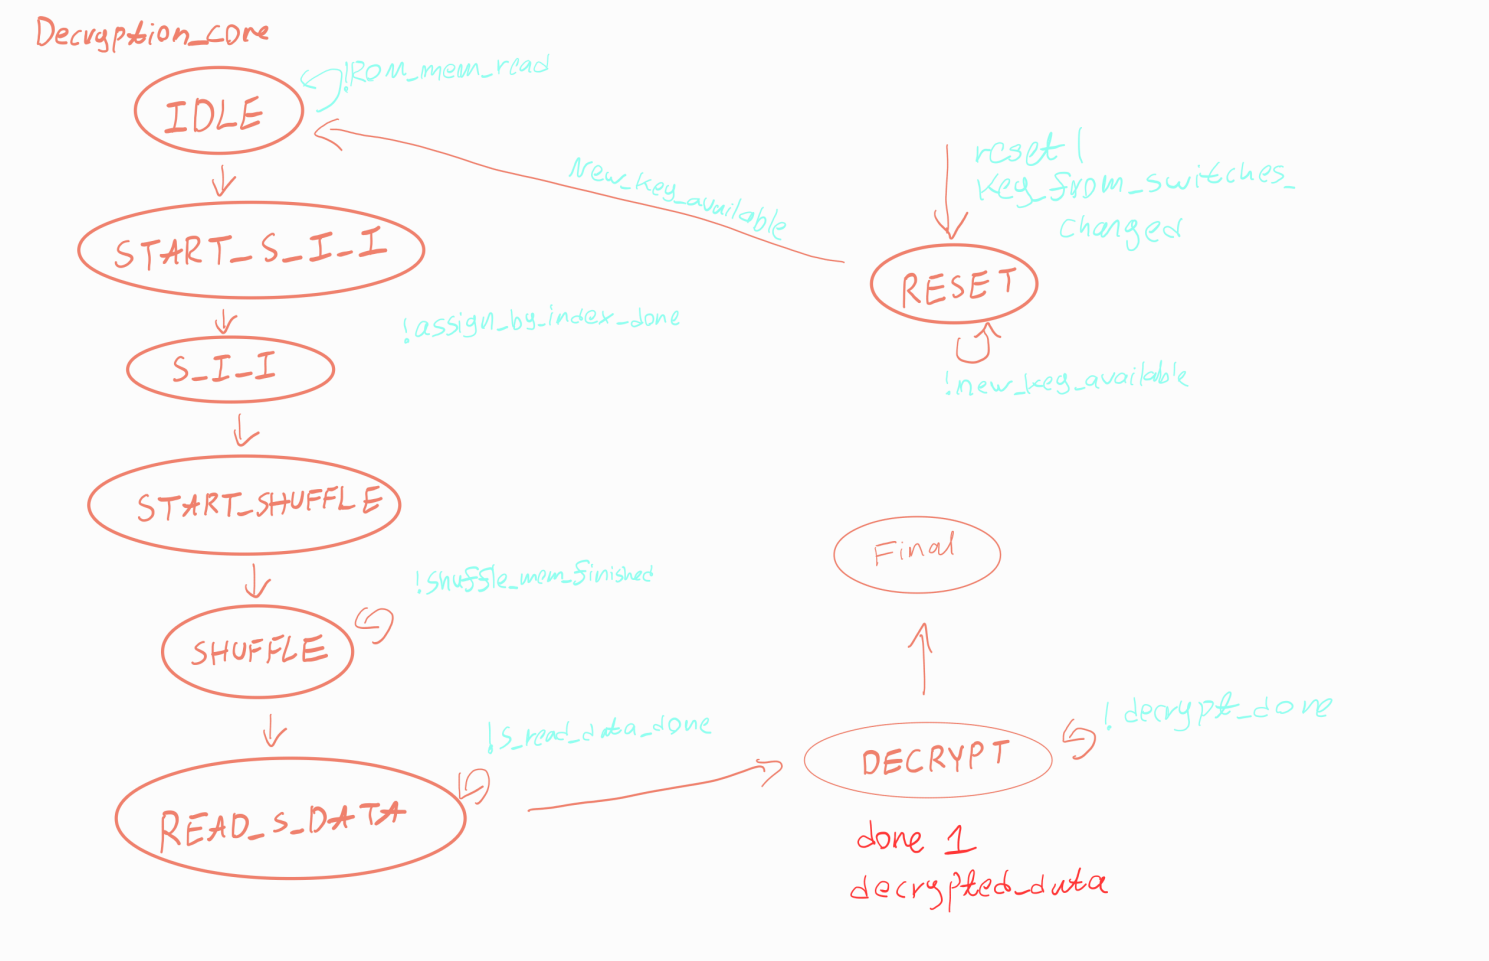 Decryption_core
!ROM_mem_read
IDLE
New_key_available
reset |
Key_from_switches_
changed
START_S_I_I
RESET
!assign_by_index_done
S_I_I
!new_key_available
START_SHUFFLE
Final
!shuffle_mem_finished
SHUFFLE
!s_read_data_done
! decrypt_done
DECRYPT
READ_S_DATA
done 1
decrypted_data